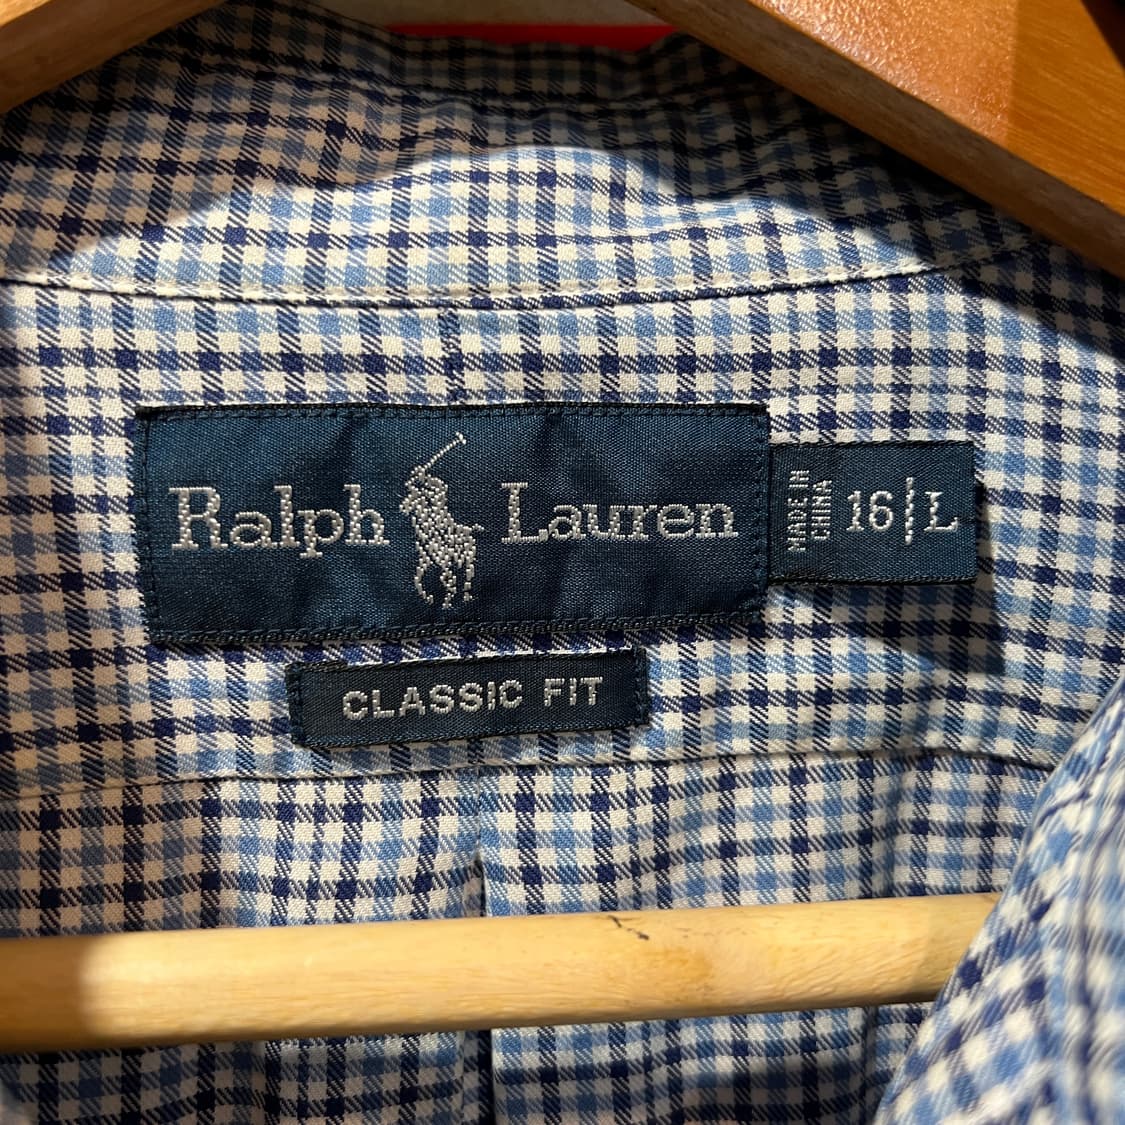 Ralph Lauren
MADE IN
CHINA
16 L
CLASSIC FIT